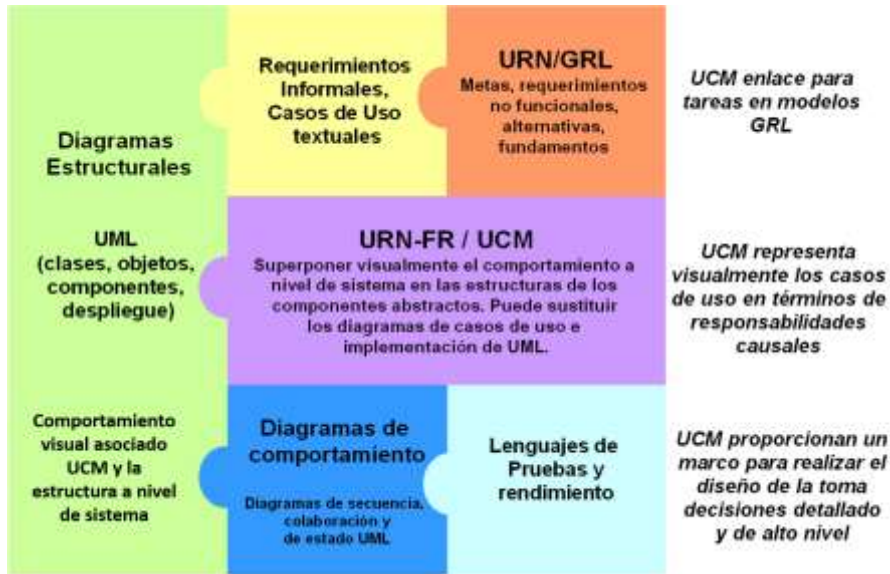 Diagramas
Estructurales
UML
(clases, objetos,
componentes,
despliegue)
Comportamiento
visual asociado
UCM y la
estructura a nivel
de sistema
Requerimientos
Informales,
Casos de Uso
textuales
URN/GRL
Metas, requerimientos
no funcionales,
alternativas,
fundamentos
UCM enlace para
tareas en modelos
GRL
URN-FR / UCM
Superponer visualmente el comportamiento a
nivel de sistema en las estructuras de los
componentes abstractos. Puede sustituir
los diagramas de casos de uso e
implementación de UML.
UCM representa
visualmente los casos
de uso en términos de
responsabilidades
causales
Diagramas de
comportamiento
Diagramas de secuencia,
colaboración y
de estado UML
Lenguajes de
Pruebas y
rendimiento
UCM proporcionan un
marco para realizar el
diseño de la toma
decisiones detallado
y de alto nivel